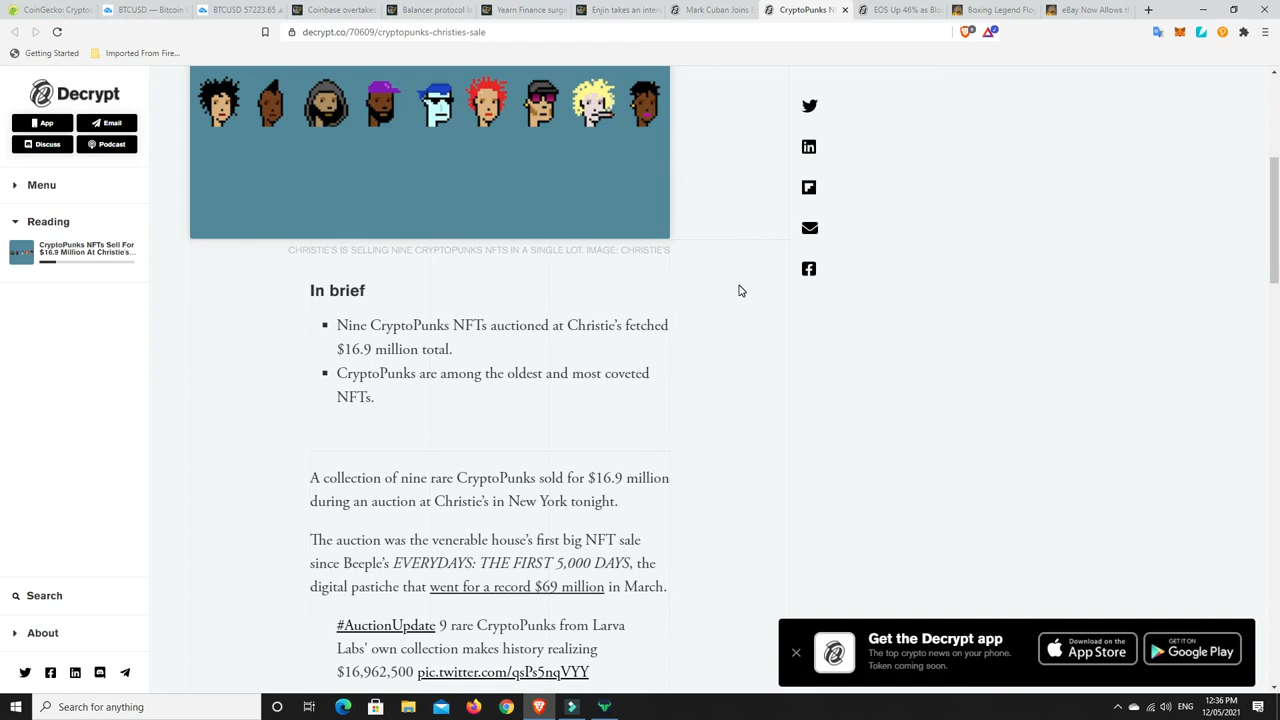 CoinGecko: Cryptoc
BTCUSD — Bitcoin C
BTCUSD 57223.65 ▲
Coinbase overtakes
Balancer protocol la
Yearn Finance surge
Enjin takes an intere
Mark Cuban Joins E
CryptoPunks N
EOS Up 46% as Blo
Boxing Legend Floy
eBay Now Allows th
decrypt.co/70609/cryptopunks-christies-sale
Getting Started
Imported From Fire...
Decrypt
App
Email
Discuss
Podcast
Menu
Reading
CryptoPunks NFTs Sell For
$16.9 Million At Christie's...
Search
About
CHRISTIE'S IS SELLING NINE CRYPTOPUNKS NFTS IN A SINGLE LOT. IMAGE: CHRISTIE'S
In brief
Nine CryptoPunks NFTs auctioned at Christie's fetched
$16.9 million total.
CryptoPunks are among the oldest and most coveted
NFTs.
A collection of nine rare CryptoPunks sold for $16.9 million
during an auction at Christie's in New York tonight.
The auction was the venerable house's first big NFT sale
since Beeple's EVERYDAYS: THE FIRST 5,000 DAYS, the
digital pastiche that went for a record $69 million in March.
#AuctionUpdate 9 rare CryptoPunks from Larva
Labs' own collection makes history realizing
$16,962,500 pic.twitter.com/qsPs5nqVYY
Get the Decrypt app
The top crypto news on your phone.
Token coming soon.
Download on the
App Store
GET IT ON
Google Play
Search for anything
ENG
12:36 PM
12/05/2021